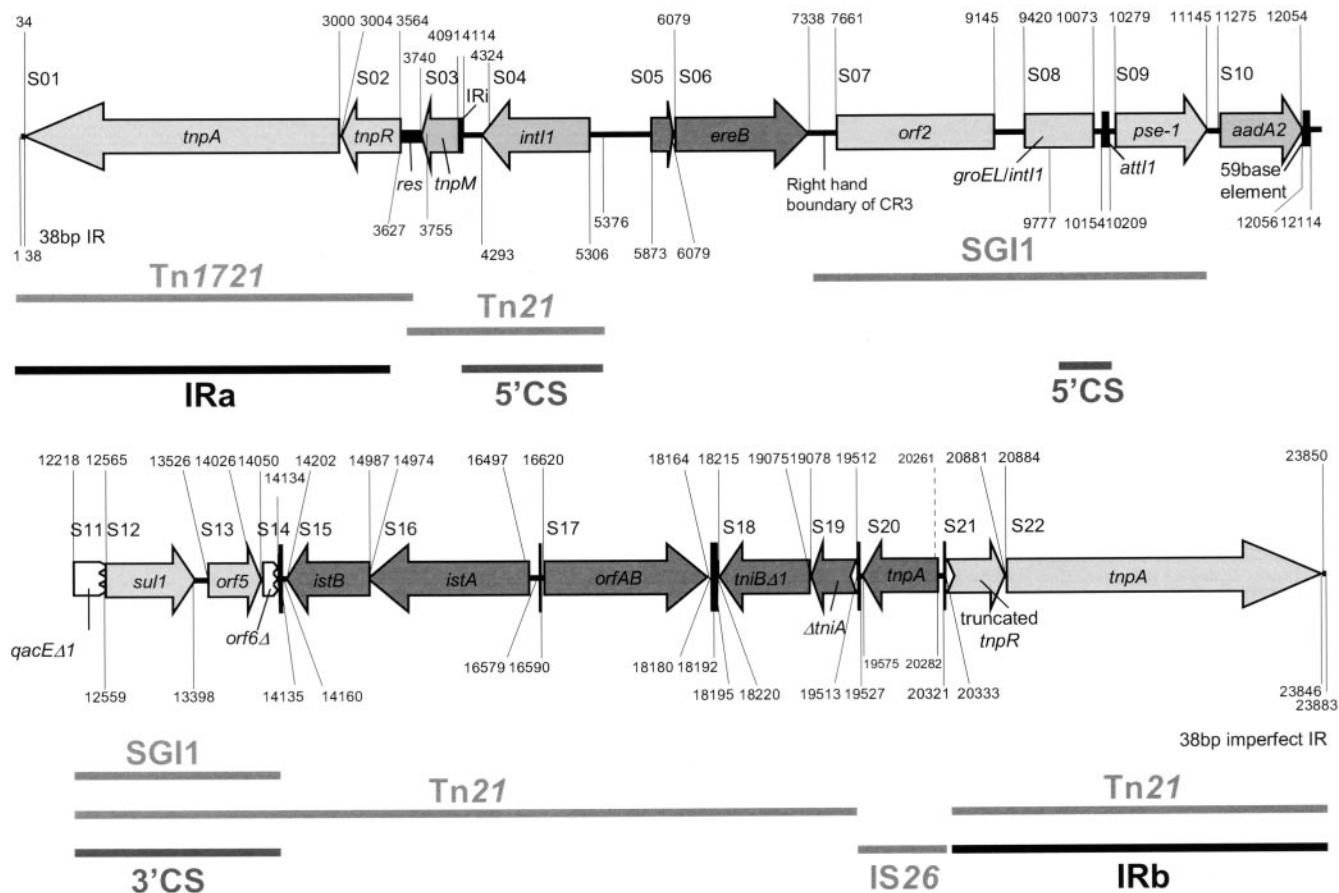 34 3000 3004 3564 6079 7338 7661 9145 9420 10073 10279 11145 11275 12054
3740 40914114
4324
S01 S02 S03 IRi S04 S05 S06 S07 S08 S09 S10
tnpA tnpR intI1 ereB orf2 pse-1 aadA2
res tnpM
Right hand
boundary of CR3
groEL/intI1
attI1
59base
element
38bp IR
1 38 3627 3755 4293 5306 5376 5873 6079 9777 10154 10209 12056 12114
Tn1721 SGI1
Tn21
IRa 5'CS 5'CS
12218 12565 13526 14026 14050 14202 14987 14974 16497 16620 18164 18215 19075 19078 19512 20261 20881 20884 23850
14134
S11 S12 S13 S14 S15 S16 S17 S18 S19 S20 S21 S22
sul1 orf5 istB istA orfAB tniBΔ1 tnpA tnpA
qacEΔ1
orf6Δ
ΔtniA
truncated
tnpR
12559 13398 14135 14160 16579 16590 18180 18192 18195 18220 19513 19527 19575 20282 20321 20333 23846
23883
38bp imperfect IR
SGI1
Tn21 Tn21
3'CS IS26 IRb